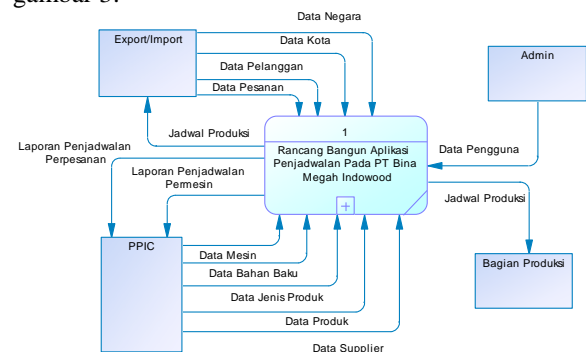 gambar 3.
Data Negara
Export/Import
Data Kota
Admin
Data Pelanggan
Data Pesanan
1
Jadwal Produksi
Rancang Bangun Aplikasi
Penjadwalan Pada PT Bina
Megah Indowood
Data Pengguna
Laporan Penjadwalan
Perpesanan
Laporan Penjadwalan
Permesin
Jadwal Produksi
PPIC
Data Mesin
Bagian Produksi
Data Bahan Baku
Data Jenis Produk
Data Produk
Data Supplier